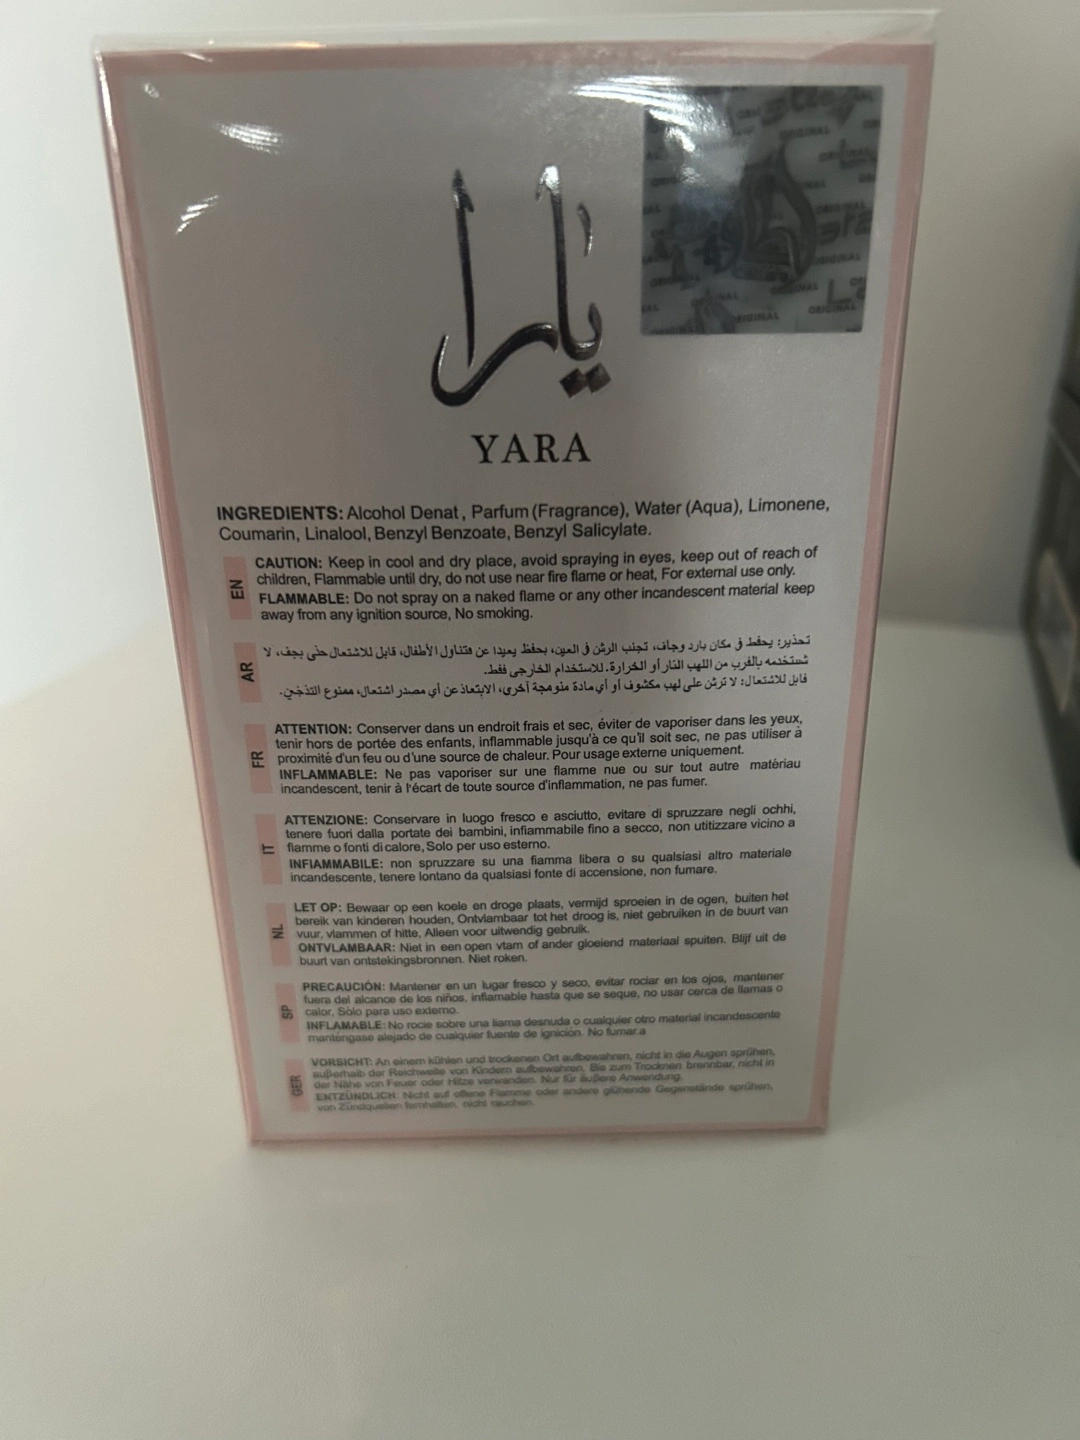 يارا
YARA
ORIGINAL
INGREDIENTS: Alcohol Denat, Parfum (Fragrance), Water (Aqua), Limonene,
Coumarin, Linalool, Benzyl Benzoate, Benzyl Salicylate.
EN
CAUTION: Keep in cool and dry place, avoid spraying in eyes, keep out of reach of
children, Flammable until dry, do not use near fire flame or heat, For external use only.
FLAMMABLE: Do not spray on a naked flame or any other incandescent material keep
away from any ignition source, No smoking.
AR
تحذير: يحفظ في مكان بارد وجاف، تجنب الرش في العين، يحفظ بعيدا عن متناول الأطفال، قابل للاشتعال حتى يجف، لا
تستخدمه بالقرب من اللهب النار أو الحرارة. للاستخدام الخارجي فقط.
قابل للاشتعال: لا ترش على لهب مكشوف أو أي مادة متوهجة أخرى، الابتعاد عن أي مصدر اشتعال، ممنوع التدخين.
FR
ATTENTION: Conserver dans un endroit frais et sec, éviter de vaporiser dans les yeux,
tenir hors de portée des enfants, inflammable jusqu'à ce qu'il soit sec, ne pas utiliser à
proximité d'un feu ou d'une source de chaleur. Pour usage externe uniquement.
INFLAMMABLE: Ne pas vaporiser sur une flamme nue ou sur tout autre matériau
incandescent, tenir à l'écart de toute source d'inflammation, ne pas fumer.
IT
ATTENZIONE: Conservare in luogo fresco e asciutto, evitare di spruzzare negli ochhi,
tenere fuori dalla portate dei bambini, infiammabile fino a secco, non utitizzare vicino a
fiamme o fonti di calore, Solo per uso esterno.
INFIAMMABILE: non spruzzare su una fiamma libera o su qualsiasi altro materiale
incandescente, tenere lontano da qualsiasi fonte di accensione, non fumare.
NL
LET OP: Bewaar op een koele en droge plaats, vermijd sproeien in de ogen, buiten het
bereik van kinderen houden, Ontvlambaar tot het droog is, niet gebruiken in de buurt van
vuur, vlammen of hitte, Alleen voor uitwendig gebruik.
ONTVLAMBAAR: Niet in een open vtam of ander gloeiend materiaal spuiten. Blijf uit de
buurt van ontstekingsbronnen. Niet roken.
SP
PRECAUCIÓN: Mantener en un lugar fresco y seco, evitar rociar en los ojos, mantener
fuera del alcance de los niños, inflamable hasta que se seque, no usar cerca de llamas o
calor, Sólo para uso externo.
INFLAMABLE: No rocíe sobre una llama desnuda o cualquier otro material incandescente
manténgase alejado de cualquier fuente de ignición. No fumar.a
GER
VORSICHT: An einem kühlen und trockenen Ort aufbewahren, nicht in die Augen sprühen,
außerhalb der Reichweite von Kindern aufbewahren, Bis zum Trocknen brennbar, nicht in
der Nähe von Feuer oder Hitze verwenden. Nur für äußere Anwendung.
ENTZÜNDLICH: Nicht auf offene Flamme oder andere glühende Gegenstände sprühen,
von Zündquellen fernhalten, nicht rauchen.